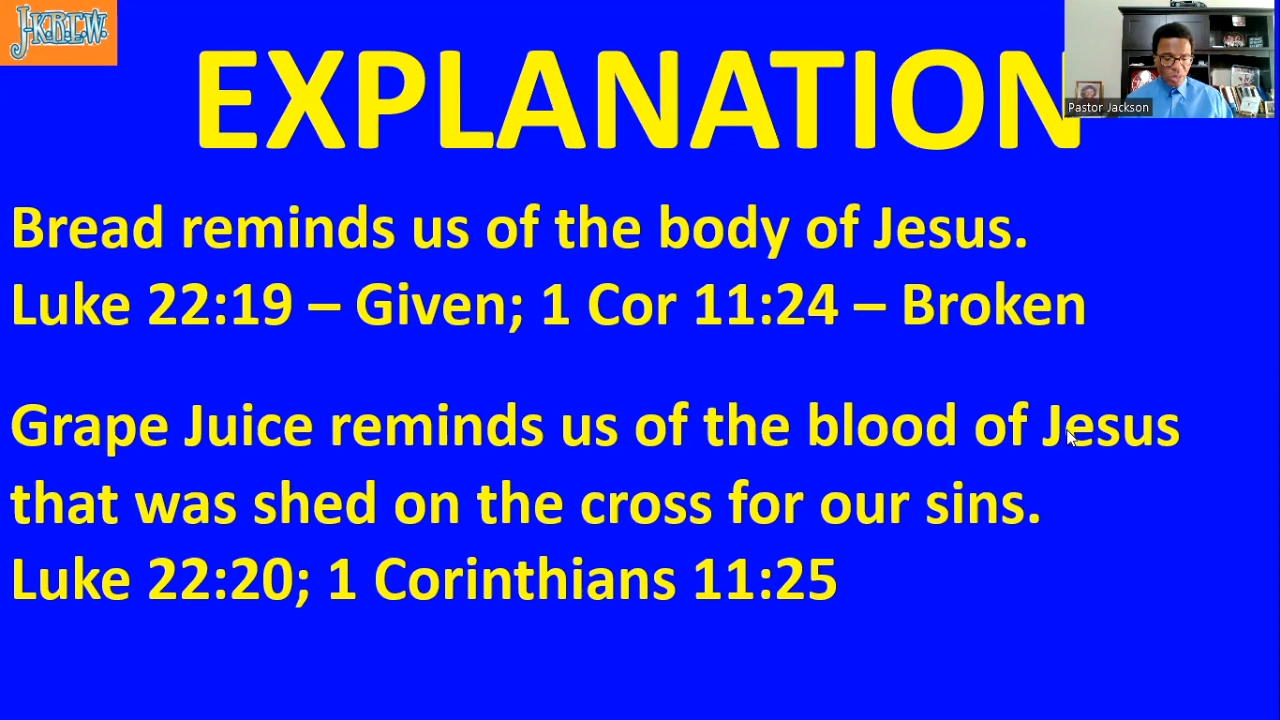 J-KREW
EXPLANATION
Pastor Jackson
Bread reminds us of the body of Jesus.
Luke 22:19 – Given; 1 Cor 11:24 – Broken
Grape Juice reminds us of the blood of Jesus
that was shed on the cross for our sins.
Luke 22:20; 1 Corinthians 11:25